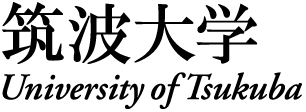 筑波大学
University of Tsukuba